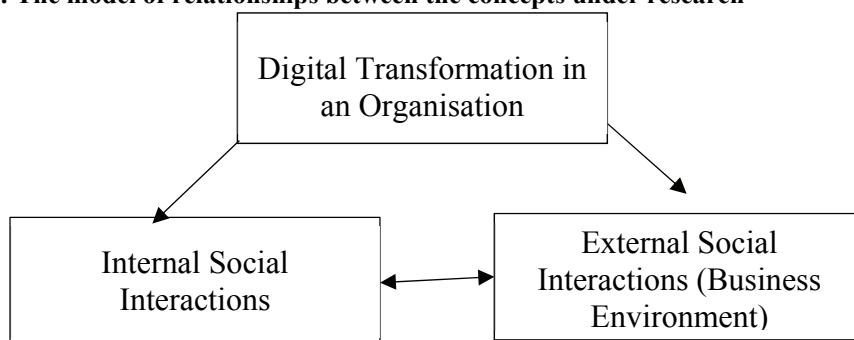 . The model of relationships between the concepts under research
Digital Transformation in
an Organisation
Internal Social
Interactions
External Social
Interactions (Business
Environment)